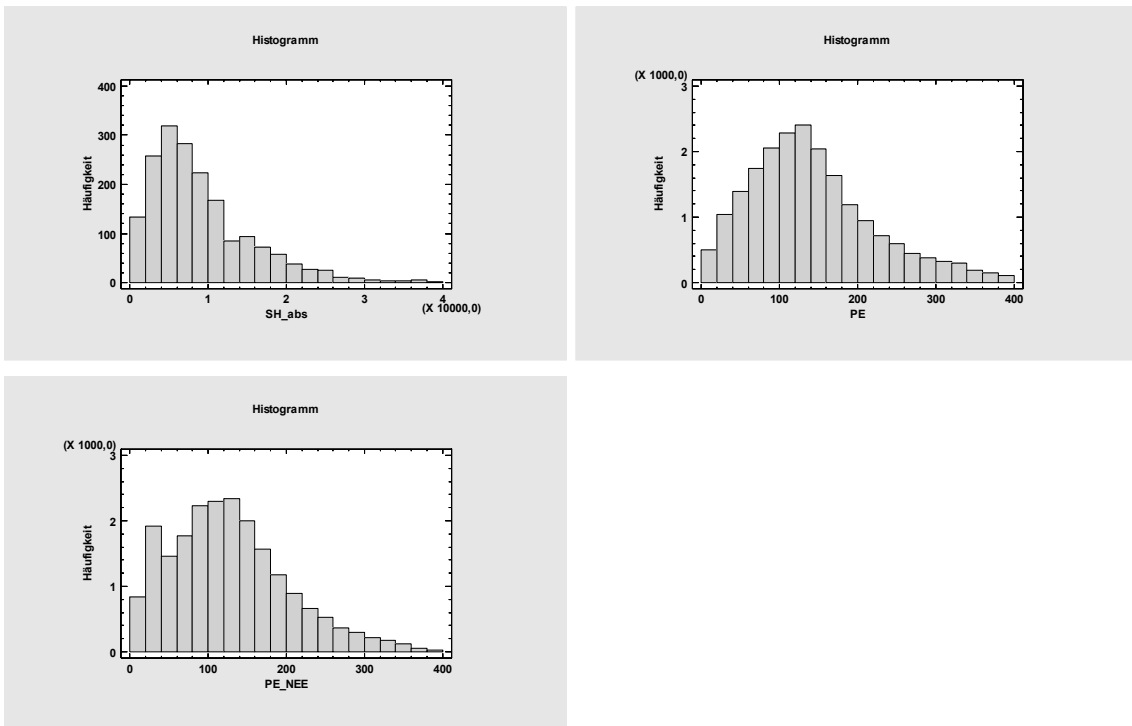 Histogramm
400
300
200
100
0
Häufigkeit
0 1 2 3 4
(X 10000,0)
SH_abs
Histogramm
(X 1000,0)
3
2
1
0
Häufigkeit
0 100 200 300 400
PE
Histogramm
(X 1000,0)
3
2
1
0
Häufigkeit
0 100 200 300 400
PE_NEE